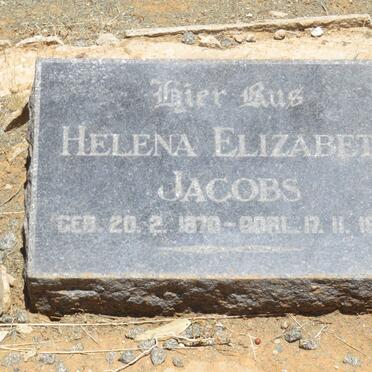 Hier Rus
HELENA ELIZABET
JACOBS
GEB. 20. 2. 1870 - OORL. 17. 11. 19